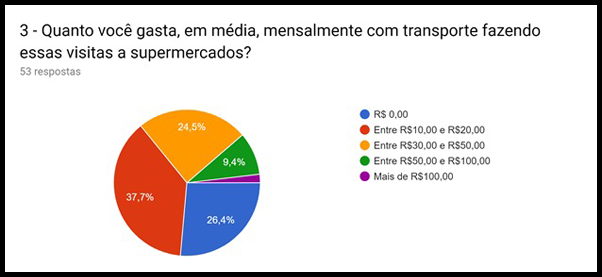 3 - Quanto você gasta, em média, mensalmente com transporte fazendo
essas visitas a supermercados?
53 respostas
24,5%
9,4%
37,7%
26,4%
R$ 0,00
Entre R$10,00 e R$20,00
Entre R$30,00 e R$50,00
Entre R$50,00 e R$100,00
Mais de R$100,00